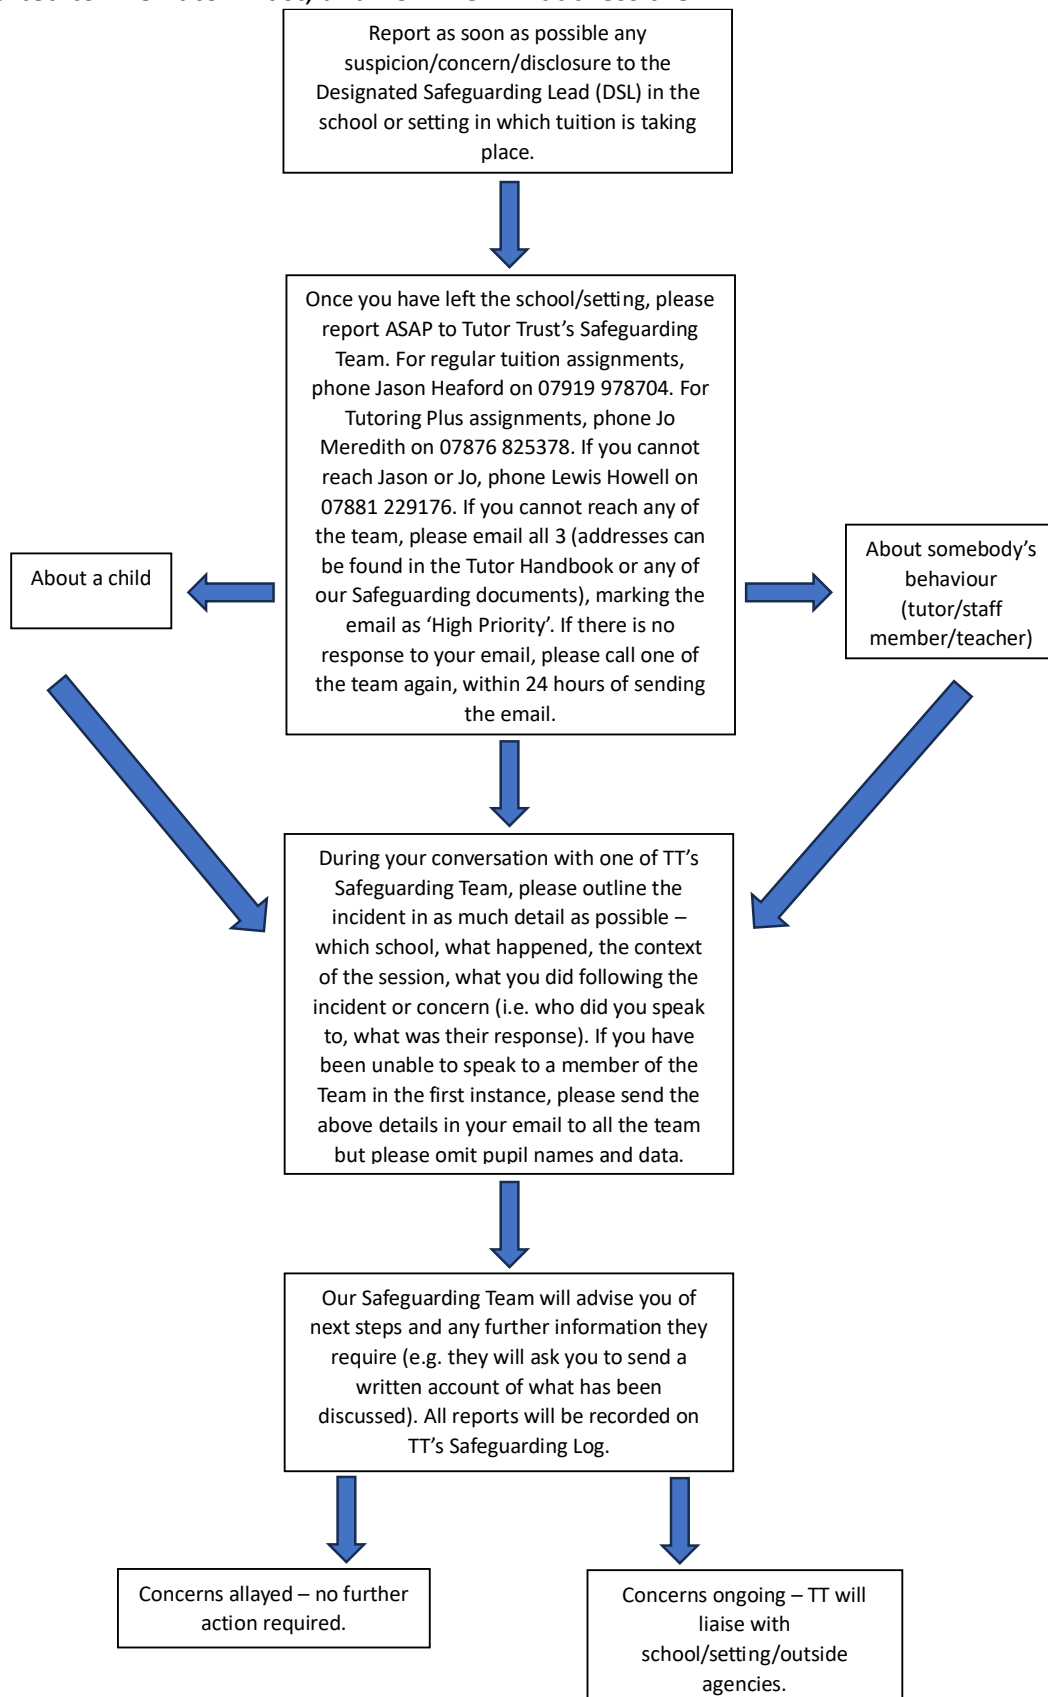 Report as soon as possible any
suspicion/concern/disclosure to the
Designated Safeguarding Lead (DSL) in the
school or setting in which tuition is taking
place.
Once you have left the school/setting, please
report ASAP to Tutor Trust’s Safeguarding
Team. For regular tuition assignments,
phone Jason Heaford on 07919 978704. For
Tutoring Plus assignments, phone Jo
Meredith on 07876 825378. If you cannot
reach Jason or Jo, phone Lewis Howell on
07881 229176. If you cannot reach any of
the team, please email all 3 (addresses can
be found in the Tutor Handbook or any of
our Safeguarding documents), marking the
email as ‘High Priority’. If there is no
response to your email, please call one of
the team again, within 24 hours of sending
the email.
About a child
About somebody’s
behaviour
(tutor/staff
member/teacher)
During your conversation with one of TT’s
Safeguarding Team, please outline the
incident in as much detail as possible –
which school, what happened, the context
of the session, what you did following the
incident or concern (i.e. who did you speak
to, what was their response). If you have
been unable to speak to a member of the
Team in the first instance, please send the
above details in your email to all the team
but please omit pupil names and data.
Our Safeguarding Team will advise you of
next steps and any further information they
require (e.g. they will ask you to send a
written account of what has been
discussed). All reports will be recorded on
TT’s Safeguarding Log.
Concerns allayed – no further
action required.
Concerns ongoing – TT will
liaise with
school/setting/outside
agencies.